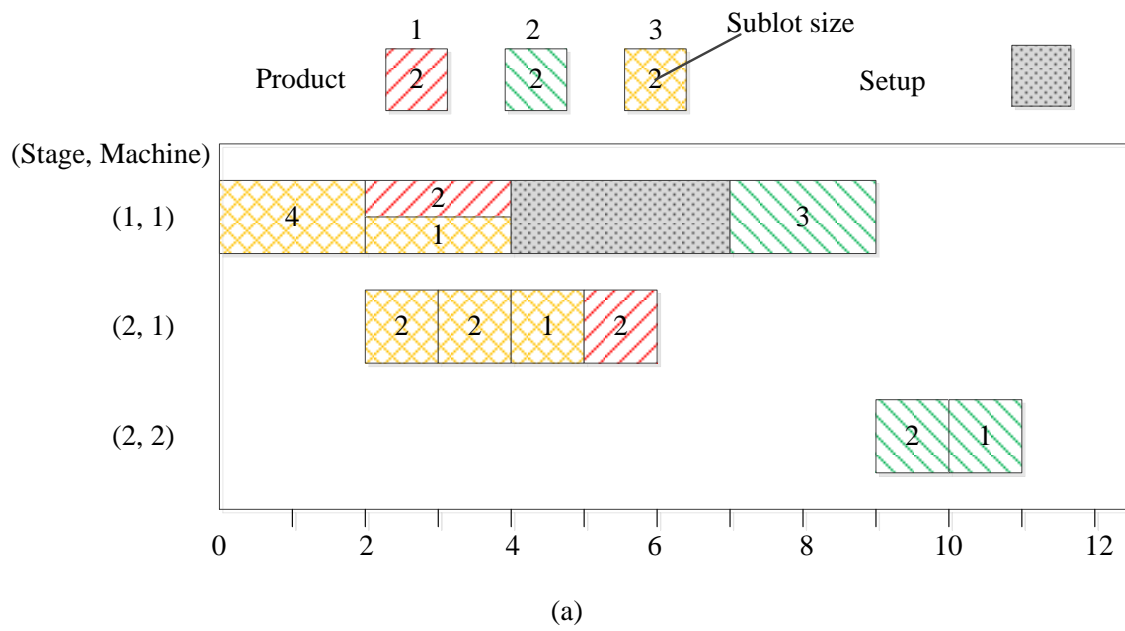 1 2 3 Sublot size
Product 2 2 2 Setup
(Stage, Machine)
(1, 1) 4 2 1 3
(2, 1) 2 2 1 2
(2, 2) 2 1
0 2 4 6 8 10 12
(a)